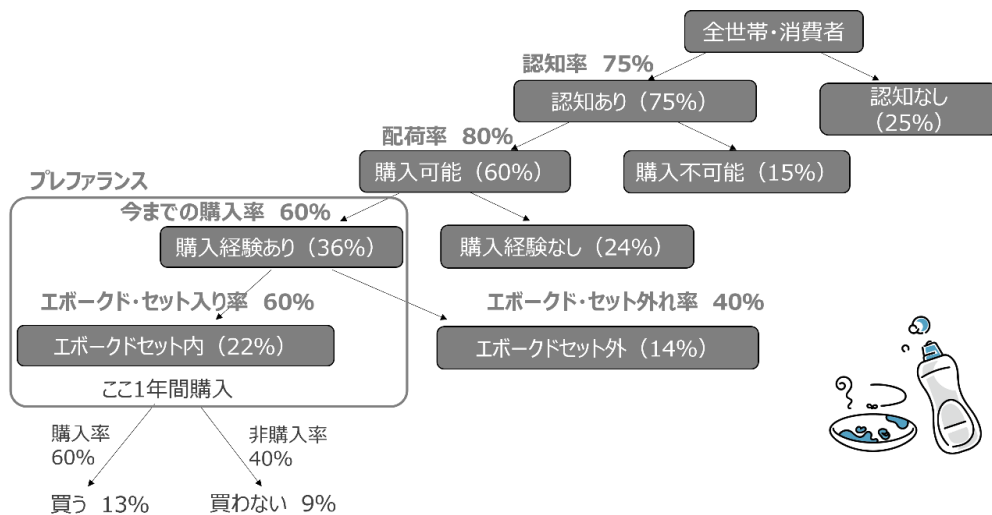 全世帯・消費者
認知率 75%
認知あり（75%）
認知なし
（25%）
配荷率 80%
購入可能（60%）
購入不可能（15%）
プレファランス
今までの購入率 60%
購入経験あり（36%）
購入経験なし（24%）
エボークド・セット入り率 60%
エボークド・セット外れ率 40%
エボークドセット内（22%）
エボークドセット外（14%）
ここ1年間購入
購入率
60%
非購入率
40%
買う 13%
買わない 9%